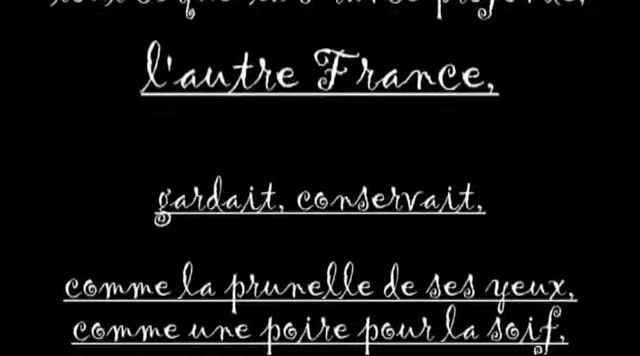 l'autre France,
gardait, conservait,
comme la prunelle de ses yeux,
comme une poire pour la soif,